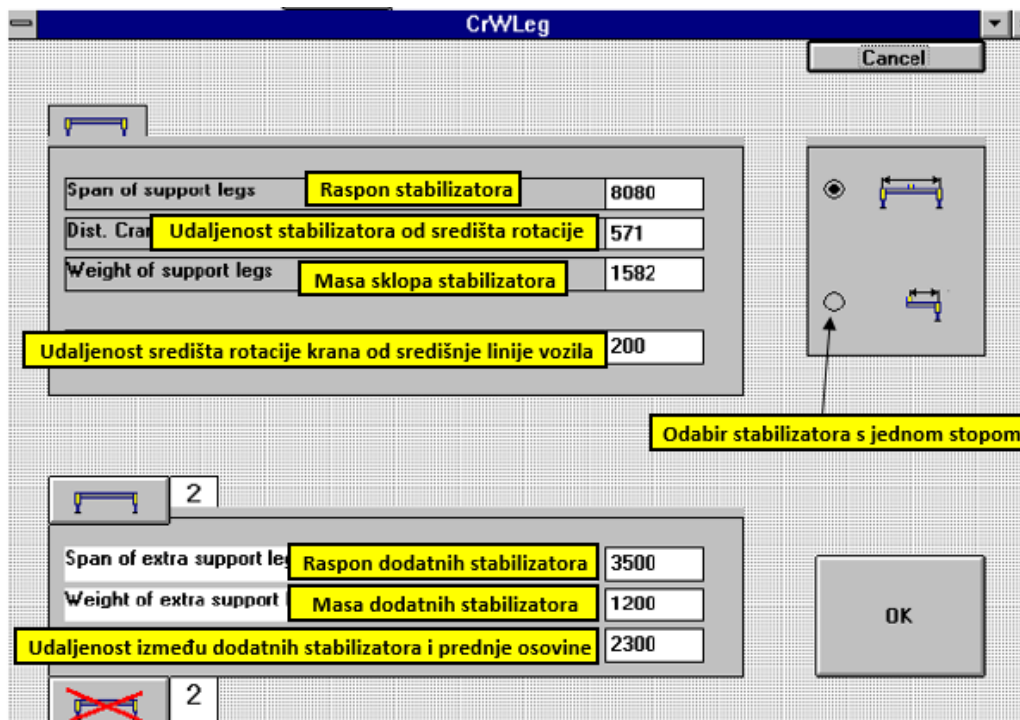 CrWLeg
Cancel
Span of support legs Raspon stabilizatora 8080
Dist. Udaljenost stabilizatora od središta rotacije 571
Weight of support legs Masa sklopa stabilizatora 1582
Udaljenost središta rotacije krana od središnje linije vozila 200
Odabir stabilizatora s jednom stopom
2
Span of extra support Raspon dodatnih stabilizatora 3500
Weight of extra support Masa dodatnih stabilizatora 1200
Udaljenost između dodatnih stabilizatora i prednje osovine 2300
OK
2